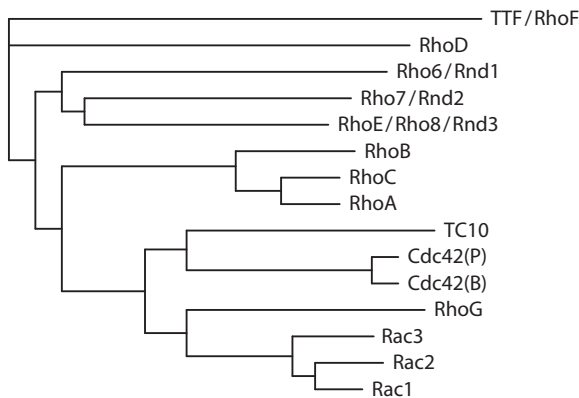 TTF/RhoF
RhoD
Rho6/Rnd1
Rho7/Rnd2
RhoE/Rho8/Rnd3
RhoB
RhoC
RhoA
TC10
Cdc42(P)
Cdc42(B)
RhoG
Rac3
Rac2
Rac1